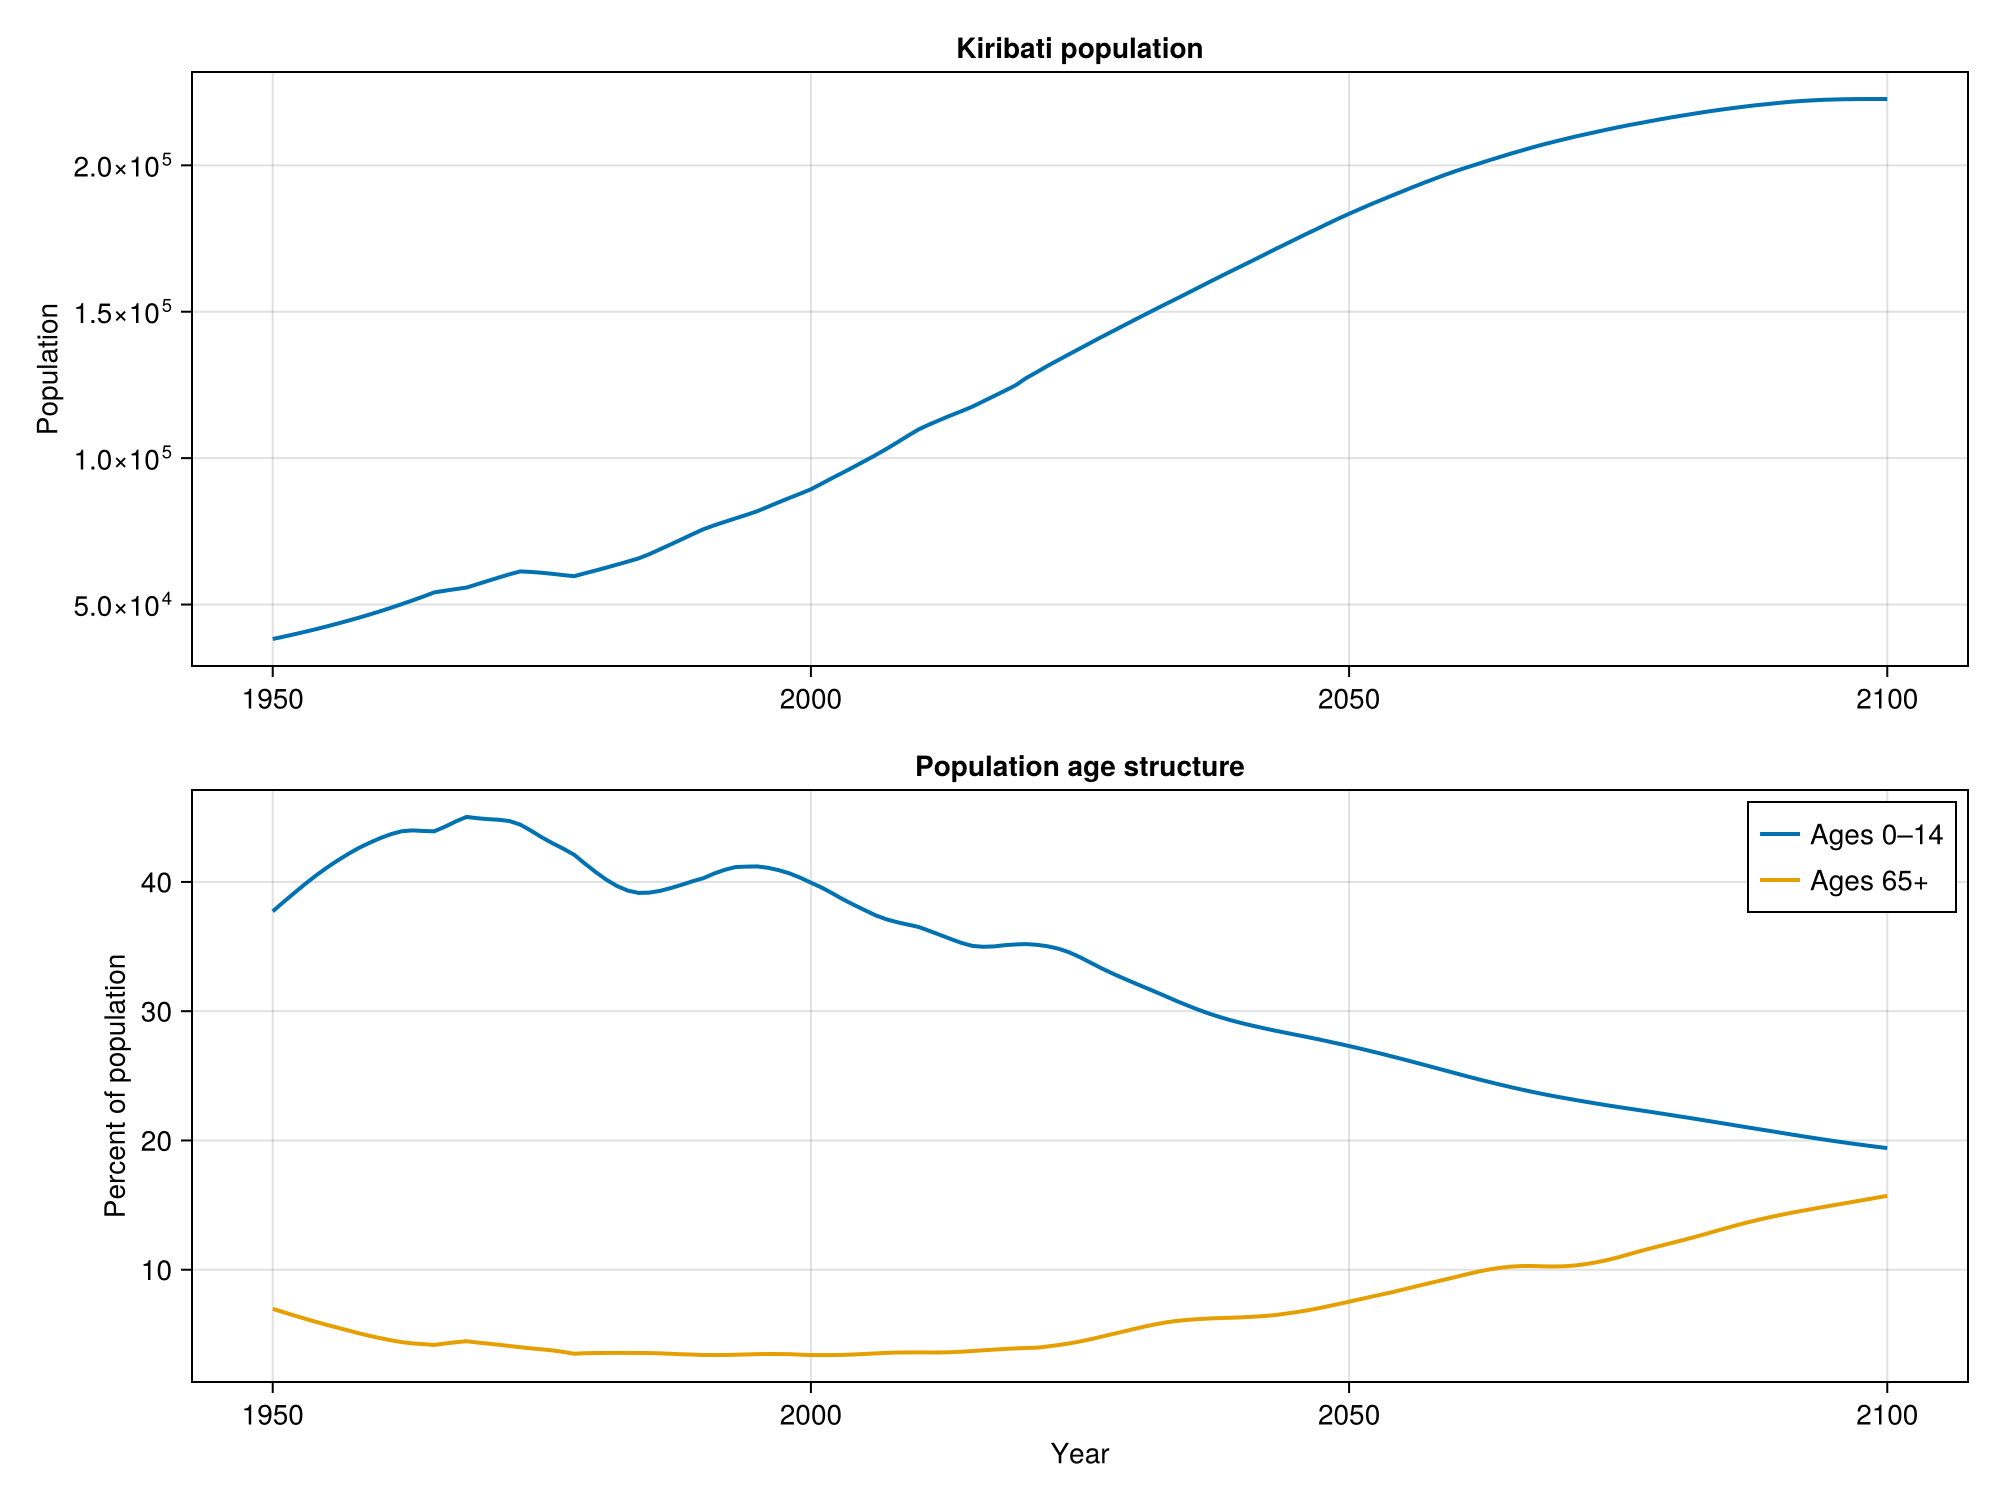 Kiribati population
Population
2.0×10⁵
1.5×10⁵
1.0×10⁵
5.0×10⁴
1950 2000 2050 2100
Population age structure
Ages 0–14
Ages 65+
Percent of population
40
30
20
10
1950 2000 2050 2100
Year